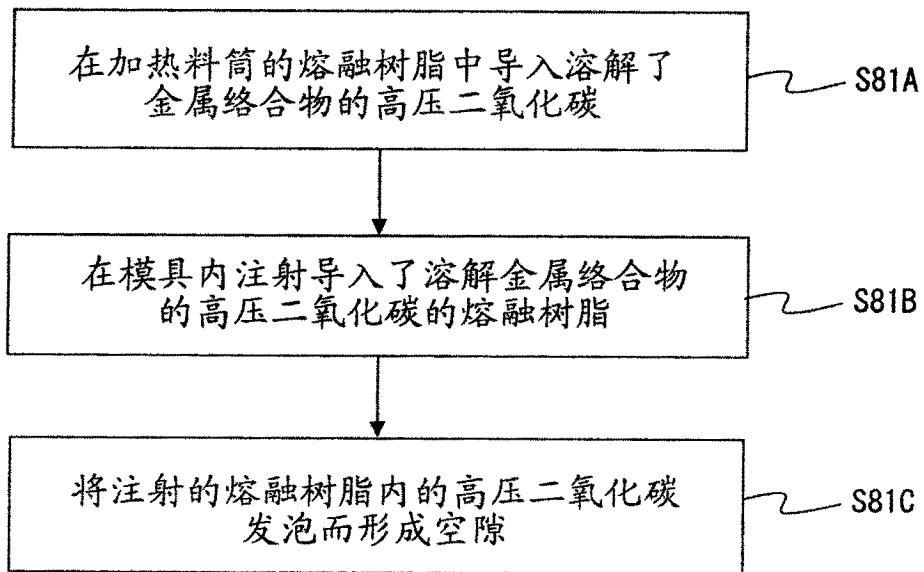 在加热料筒的熔融树脂中导入溶解了
金属络合物的高压二氧化碳
S81A
在模具内注射导入了溶解金属络合物
的高压二氧化碳的熔融树脂
S81B
将注射的熔融树脂内的高压二氧化碳
发泡而形成空隙
S81C